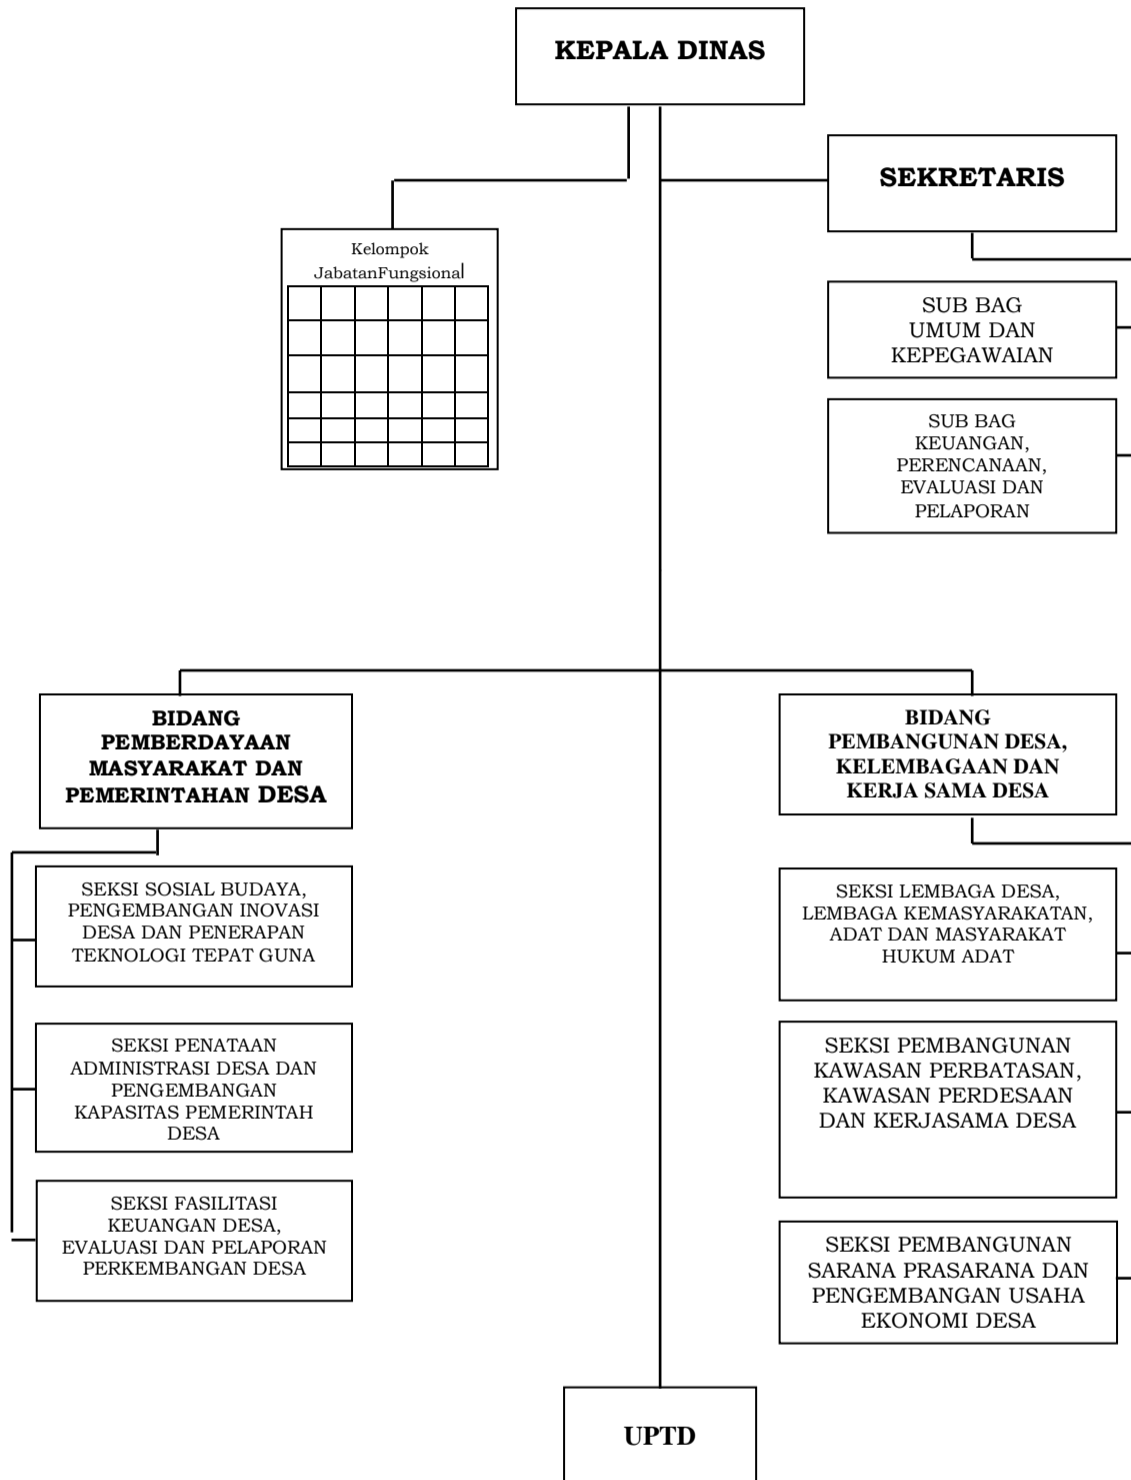 KEPALA DINAS
SEKRETARIS
Kelompok
JabatanFungsional
SUB BAG
UMUM DAN
KEPEGAWAIAN
SUB BAG
KEUANGAN,
PERENCANAAN,
EVALUASI DAN
PELAPORAN
BIDANG
PEMBERDAYAAN
MASYARAKAT DAN
PEMERINTAHAN DESA
SEKSI SOSIAL BUDAYA,
PENGEMBANGAN INOVASI
DESA DAN PENERAPAN
TEKNOLOGI TEPAT GUNA
SEKSI PENATAAN
ADMINISTRASI DESA DAN
PENGEMBANGAN
KAPASITAS PEMERINTAH
DESA
SEKSI FASILITASI
KEUANGAN DESA,
EVALUASI DAN PELAPORAN
PERKEMBANGAN DESA
BIDANG
PEMBANGUNAN DESA,
KELEMBAGAAN DAN
KERJA SAMA DESA
SEKSI LEMBAGA DESA,
LEMBAGA KEMASYARAKATAN,
ADAT DAN MASYARAKAT
HUKUM ADAT
SEKSI PEMBANGUNAN
KAWASAN PERBATASAN,
KAWASAN PERDESAAN
DAN KERJASAMA DESA
SEKSI PEMBANGUNAN
SARANA PRASARANA DAN
PENGEMBANGAN USAHA
EKONOMI DESA
UPTD